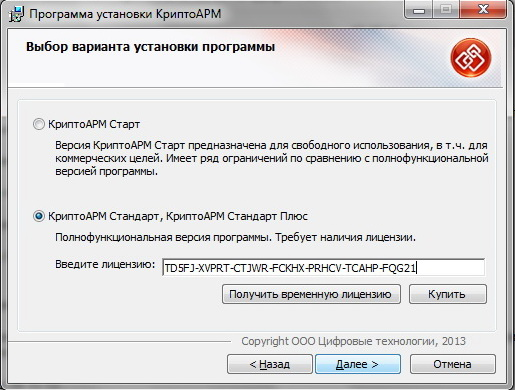 Программа установки КриптоАРМ
Выбор варианта установки программы
КриптоАРМ Старт
Версия КриптоАРМ Старт предназначена для свободного использования, в т.ч. для
коммерческих целей. Имеет ряд ограничений по сравнению с полнофункциональной
версией программы.
КриптоАРМ Стандарт, КриптоАРМ Стандарт Плюс
Полнофункциональная версия программы. Требует наличия лицензии.
Введите лицензию: TD5FJ-XVPRT-CTJWR-FCKHX-PRHCV-TCAHP-FQG21
Получить временную лицензию Купить
Copyright ООО Цифровые технологии, 2013
< Назад Далее > Отмена